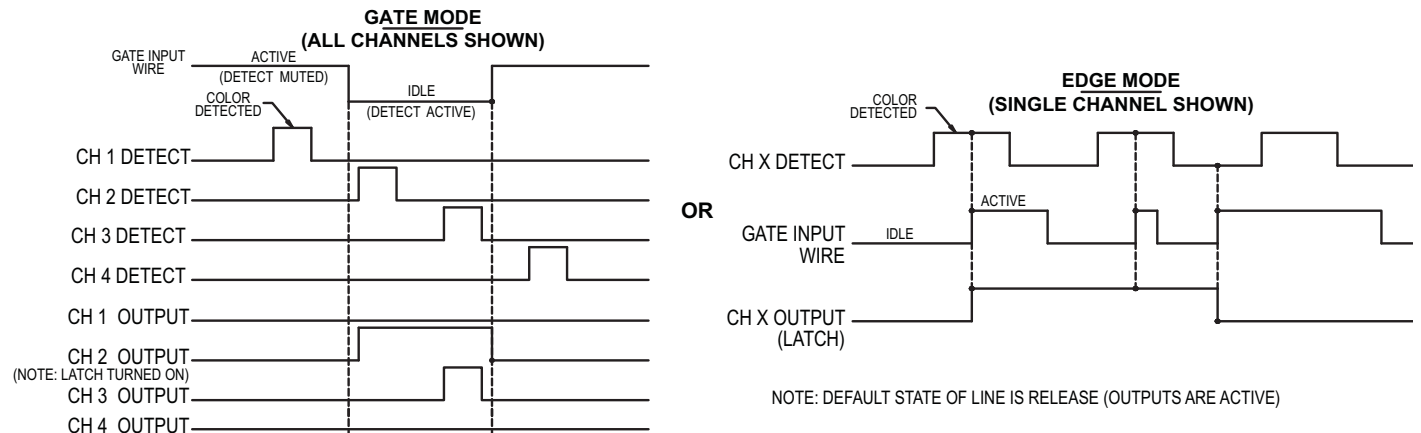 GATE MODE
(ALL CHANNELS SHOWN)
GATE INPUT
WIRE
ACTIVE
(DETECT MUTED)
IDLE
(DETECT ACTIVE)
COLOR
DETECTED
CH 1 DETECT
CH 2 DETECT
CH 3 DETECT
CH 4 DETECT
CH 1 OUTPUT
CH 2 OUTPUT
(NOTE: LATCH TURNED ON)
CH 3 OUTPUT
CH 4 OUTPUT
OR
EDGE MODE
(SINGLE CHANNEL SHOWN)
COLOR
DETECTED
CH X DETECT
ACTIVE
GATE INPUT
WIRE
IDLE
CH X OUTPUT
(LATCH)
NOTE: DEFAULT STATE OF LINE IS RELEASE (OUTPUTS ARE ACTIVE)